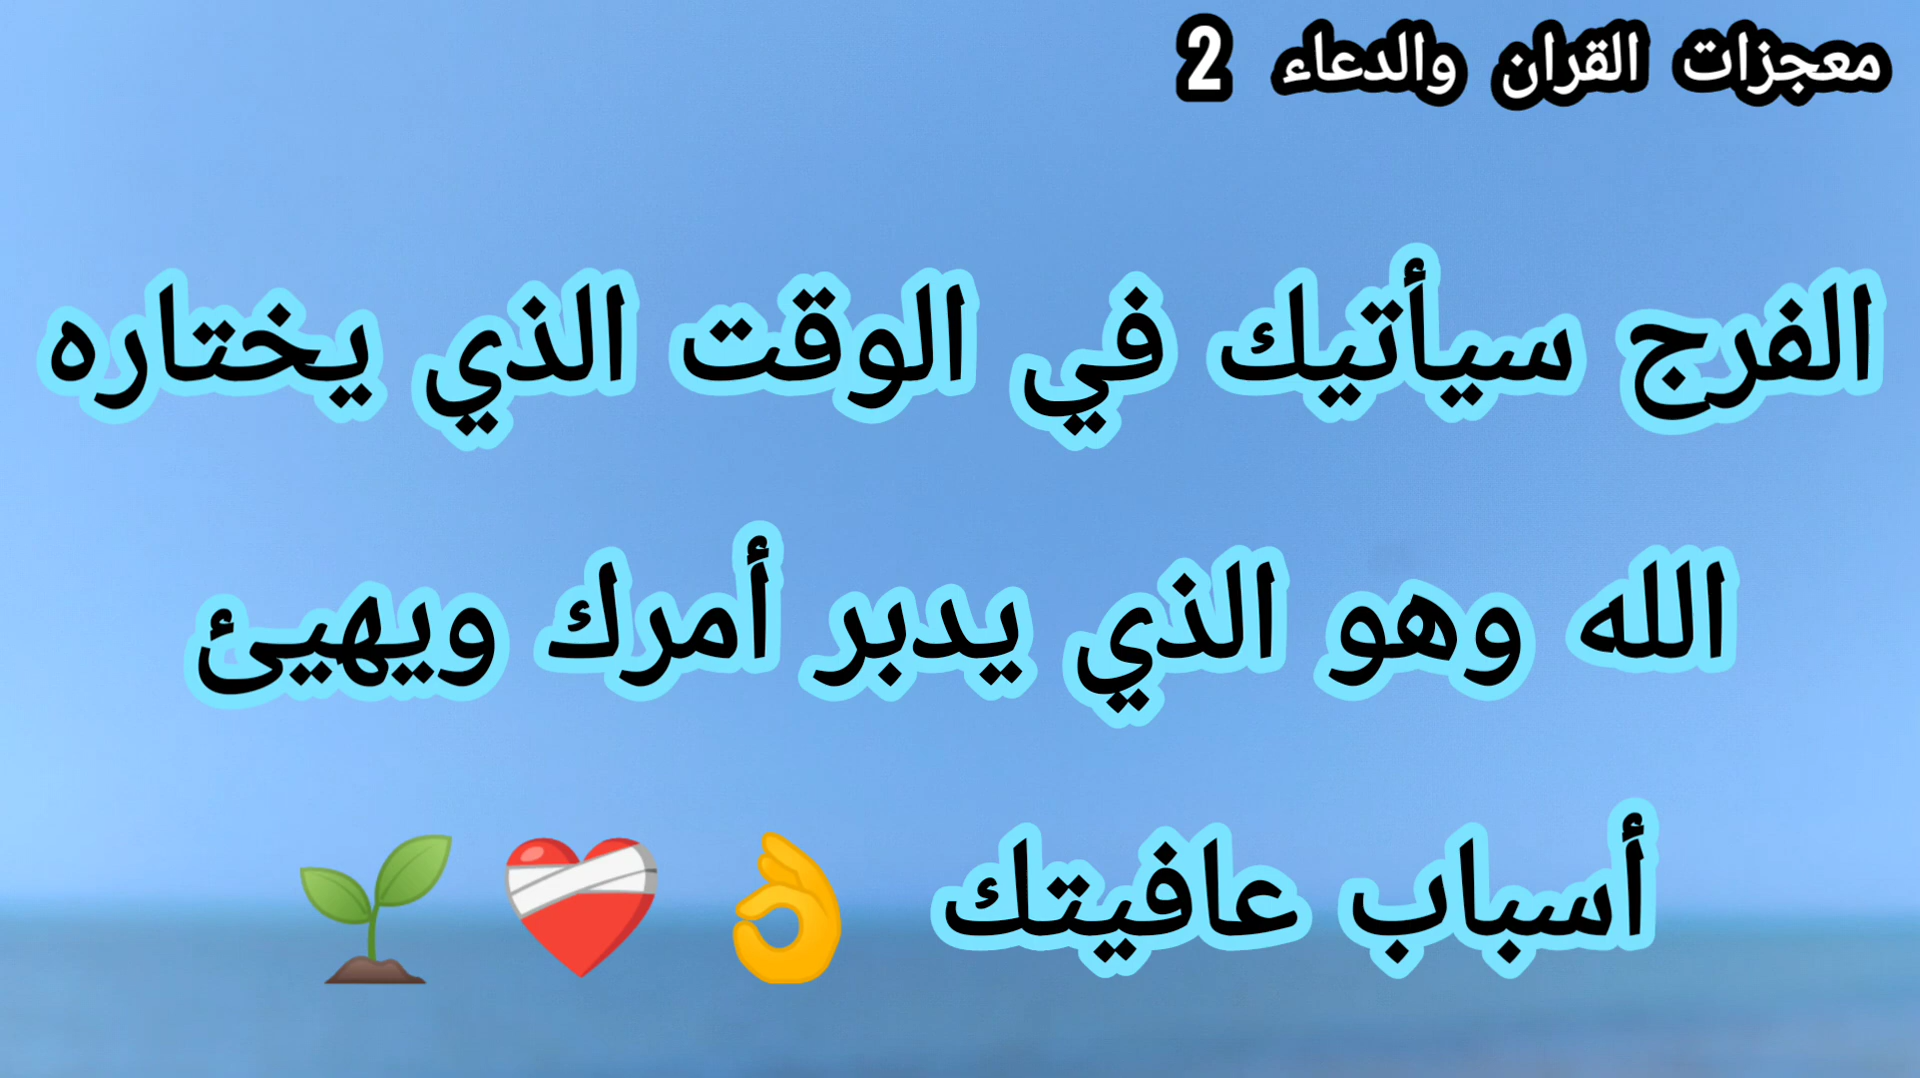 معجزات القران والدعاء 2
الفرج سيأتيك في الوقت الذي يختاره
الله وهو الذي يدبر أمرك ويهيئ
أسباب عافيتك 👌 ❤️‍🩹 🌱